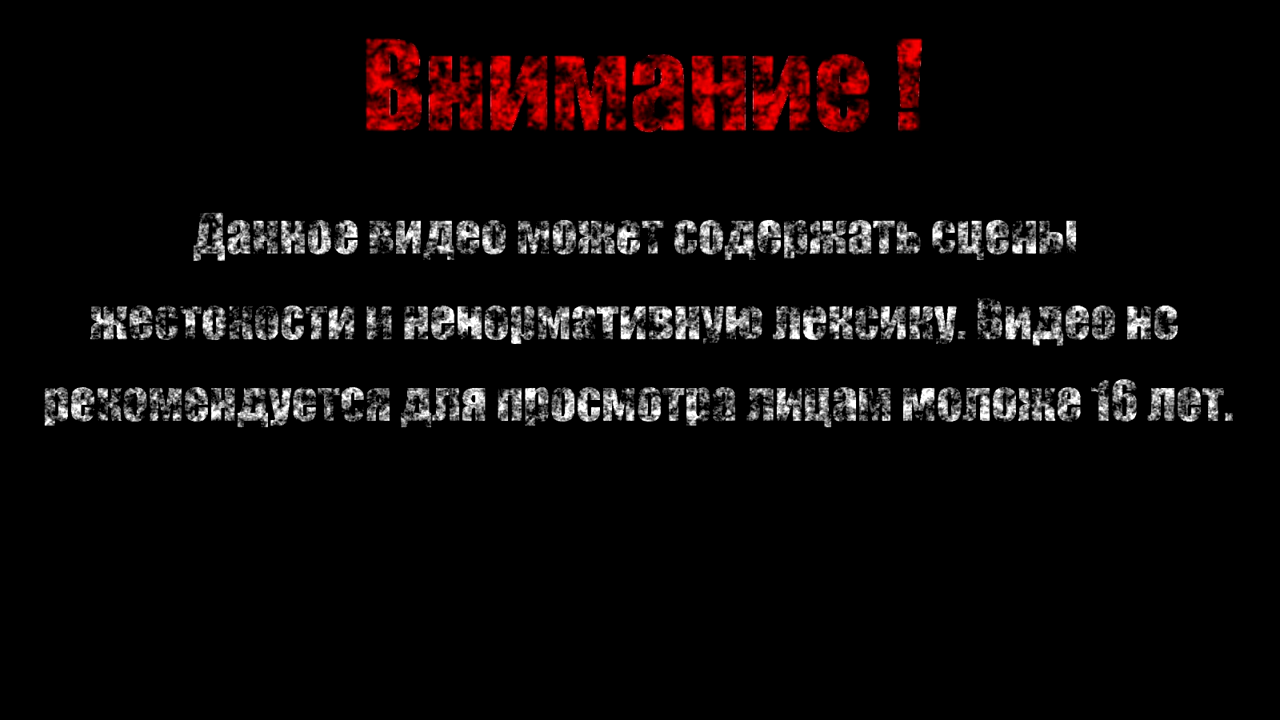 Внимание !
Данное видео может содержать сцены
жестокости и ненормативную лексику. Видео не
рекомендуется для просмотра лицам моложе 16 лет.